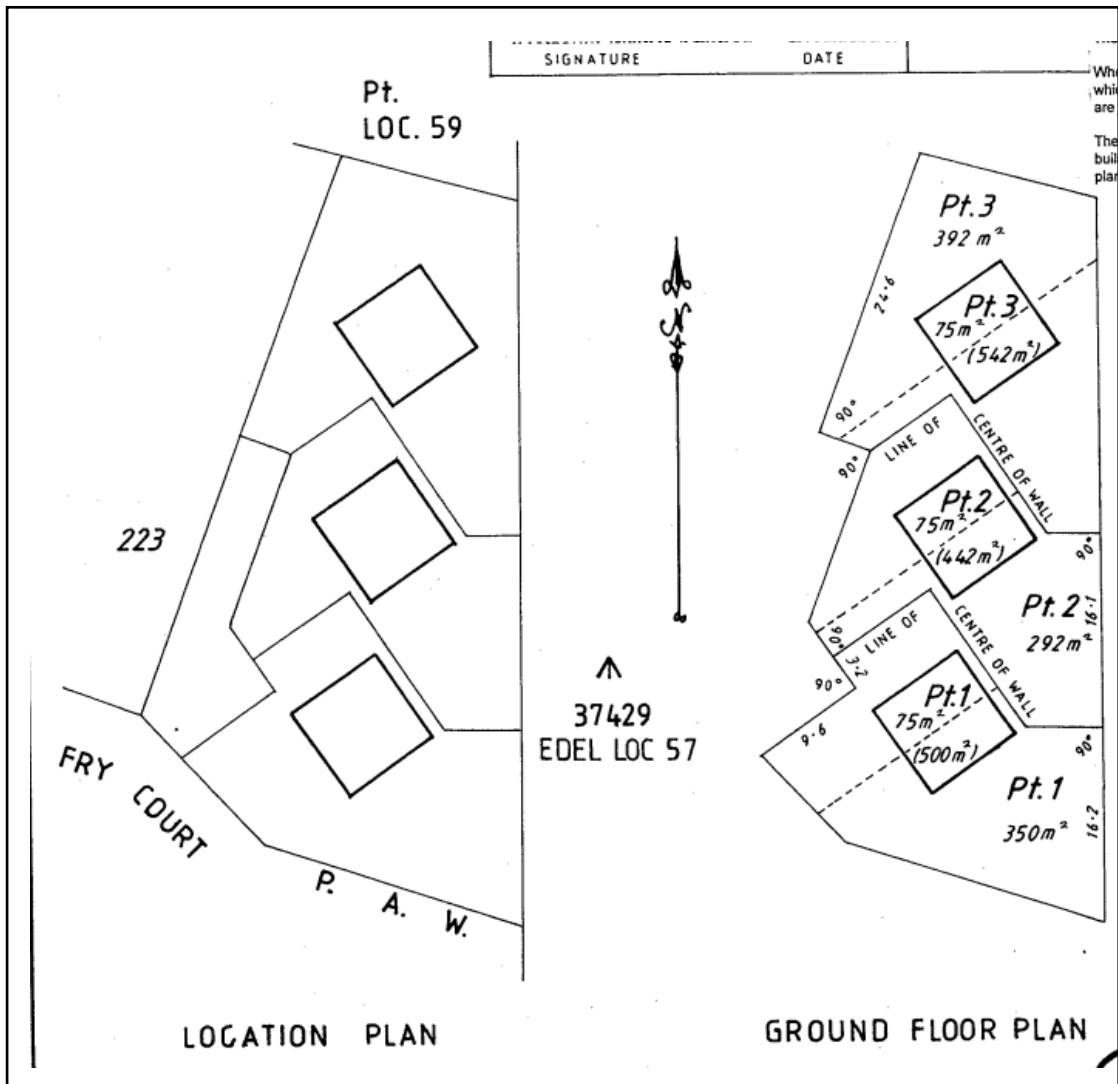 SIGNATURE DATE
are
The
Pt.
LOC. 59
Pt.3
392 m²
24·6
Pt.3
75m²
(542m²)
90°
90°
LINE OF
CENTRE OF WALL
Pt.2
75m²
(442m²)
90°
16·1
Pt.2
292m²
223
90°
3·2
90°
LINE OF
CENTRE OF WALL
Pt.1
75m²
(500m²)
9·6
90°
16·2
Pt.1
350m²
37429
EDEL LOC 57
FRY COURT
P. A. W.
LOCATION PLAN
GROUND FLOOR PLAN